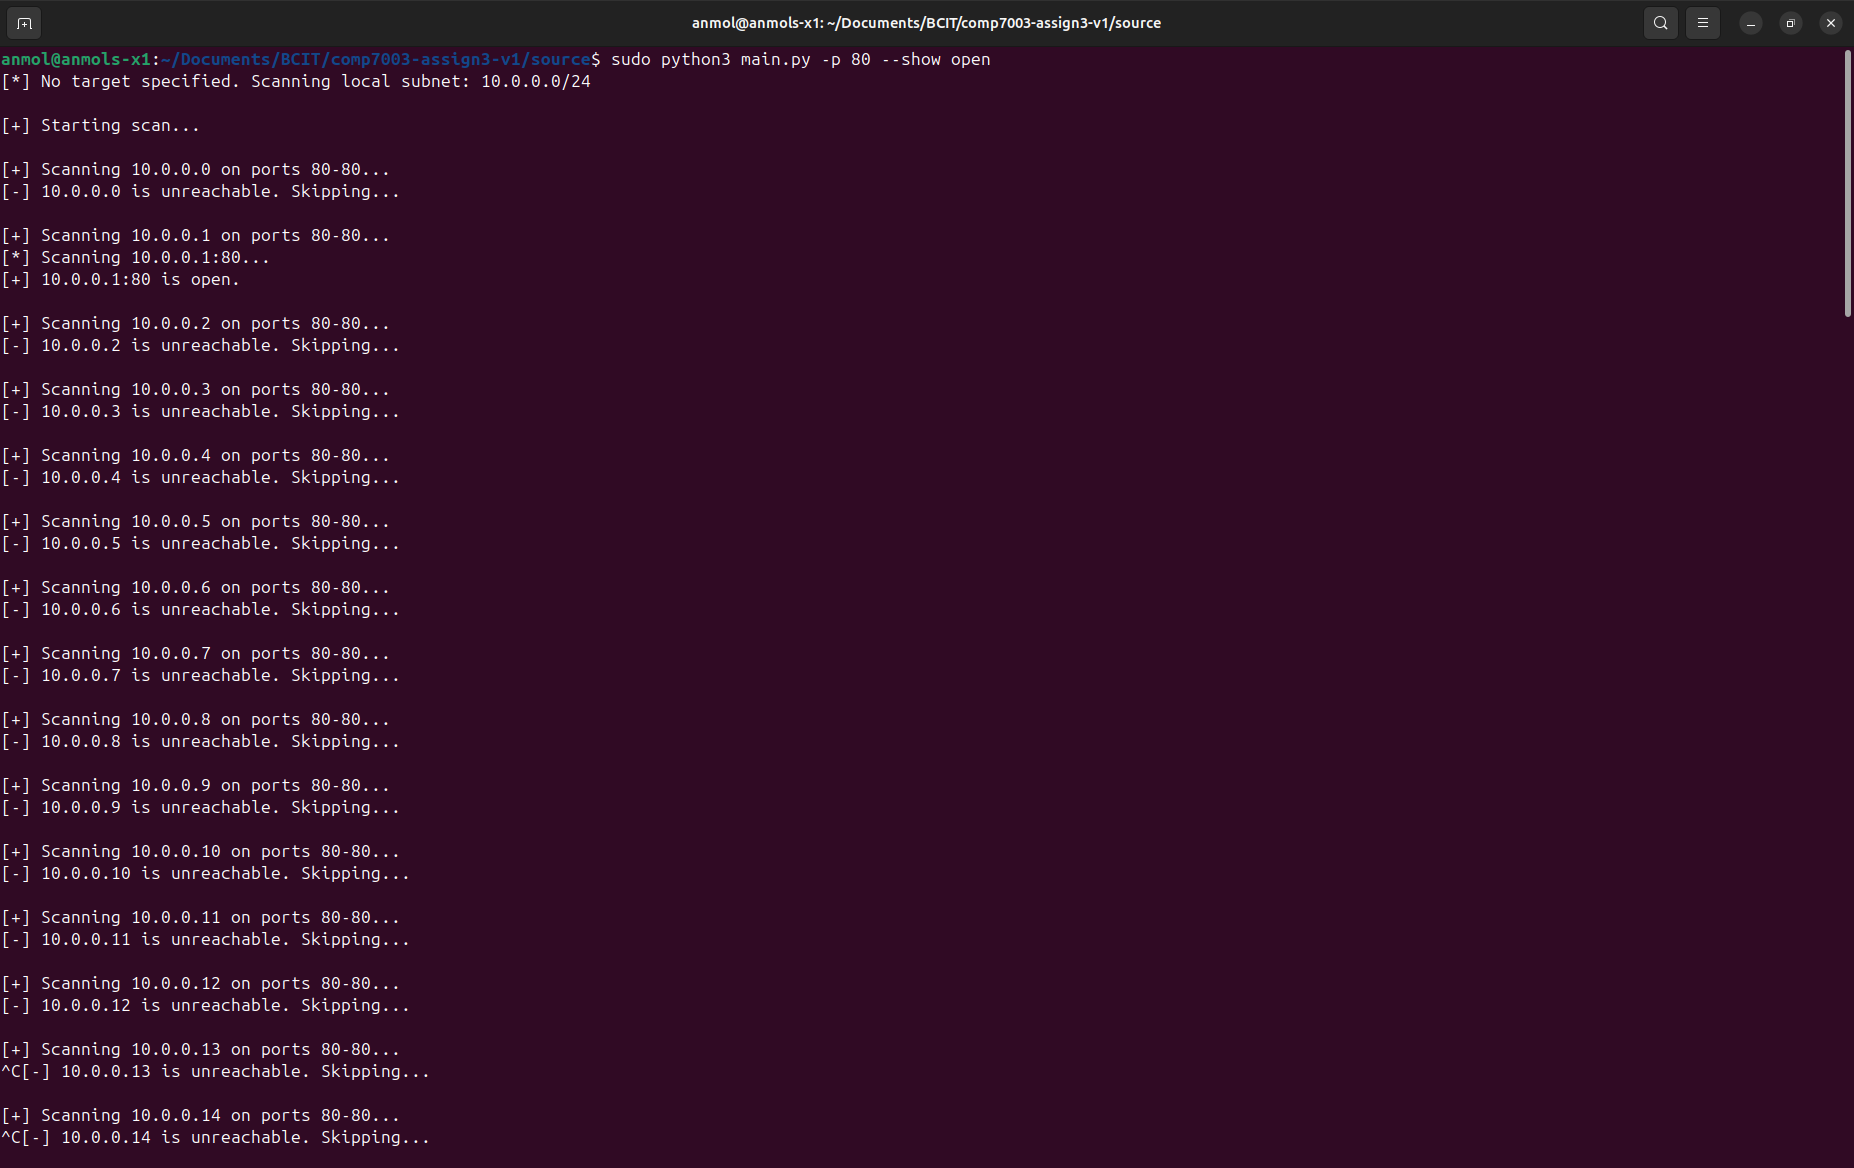 anmol@anmols-x1: ~/Documents/BCIT/comp7003-assign3-v1/source
anmol@anmols-x1:~/Documents/BCIT/comp7003-assign3-v1/source$ sudo python3 main.py -p 80 --show open
[*] No target specified. Scanning local subnet: 10.0.0.0/24
[+] Starting scan...
[+] Scanning 10.0.0.0 on ports 80-80...
[-] 10.0.0.0 is unreachable. Skipping...
[+] Scanning 10.0.0.1 on ports 80-80...
[*] Scanning 10.0.0.1:80...
[+] 10.0.0.1:80 is open.
[+] Scanning 10.0.0.2 on ports 80-80...
[-] 10.0.0.2 is unreachable. Skipping...
[+] Scanning 10.0.0.3 on ports 80-80...
[-] 10.0.0.3 is unreachable. Skipping...
[+] Scanning 10.0.0.4 on ports 80-80...
[-] 10.0.0.4 is unreachable. Skipping...
[+] Scanning 10.0.0.5 on ports 80-80...
[-] 10.0.0.5 is unreachable. Skipping...
[+] Scanning 10.0.0.6 on ports 80-80...
[-] 10.0.0.6 is unreachable. Skipping...
[+] Scanning 10.0.0.7 on ports 80-80...
[-] 10.0.0.7 is unreachable. Skipping...
[+] Scanning 10.0.0.8 on ports 80-80...
[-] 10.0.0.8 is unreachable. Skipping...
[+] Scanning 10.0.0.9 on ports 80-80...
[-] 10.0.0.9 is unreachable. Skipping...
[+] Scanning 10.0.0.10 on ports 80-80...
[-] 10.0.0.10 is unreachable. Skipping...
[+] Scanning 10.0.0.11 on ports 80-80...
[-] 10.0.0.11 is unreachable. Skipping...
[+] Scanning 10.0.0.12 on ports 80-80...
[-] 10.0.0.12 is unreachable. Skipping...
[+] Scanning 10.0.0.13 on ports 80-80...
^C[-] 10.0.0.13 is unreachable. Skipping...
[+] Scanning 10.0.0.14 on ports 80-80...
^C[-] 10.0.0.14 is unreachable. Skipping...